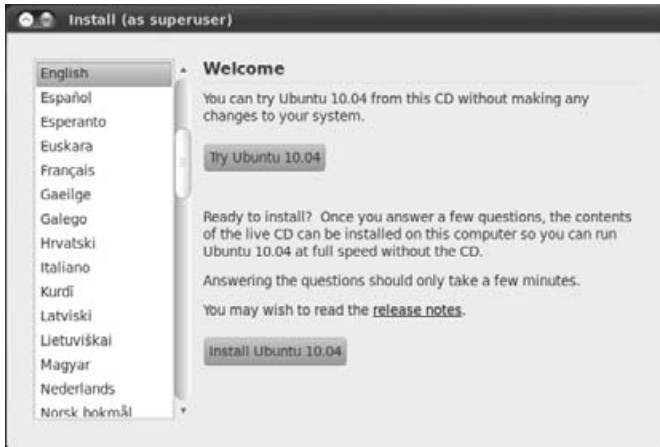 Install (as superuser)
English
Español
Esperanto
Euskara
Français
Gaeilge
Galego
Hrvatski
Italiano
Kurdî
Latviski
Lietuviškai
Magyar
Nederlands
Norsk bokmål
Welcome
You can try Ubuntu 10.04 from this CD without making any
changes to your system.
Try Ubuntu 10.04
Ready to install? Once you answer a few questions, the contents
of the live CD can be installed on this computer so you can run
Ubuntu 10.04 at full speed without the CD.
Answering the questions should only take a few minutes.
You may wish to read the release notes.
Install Ubuntu 10.04